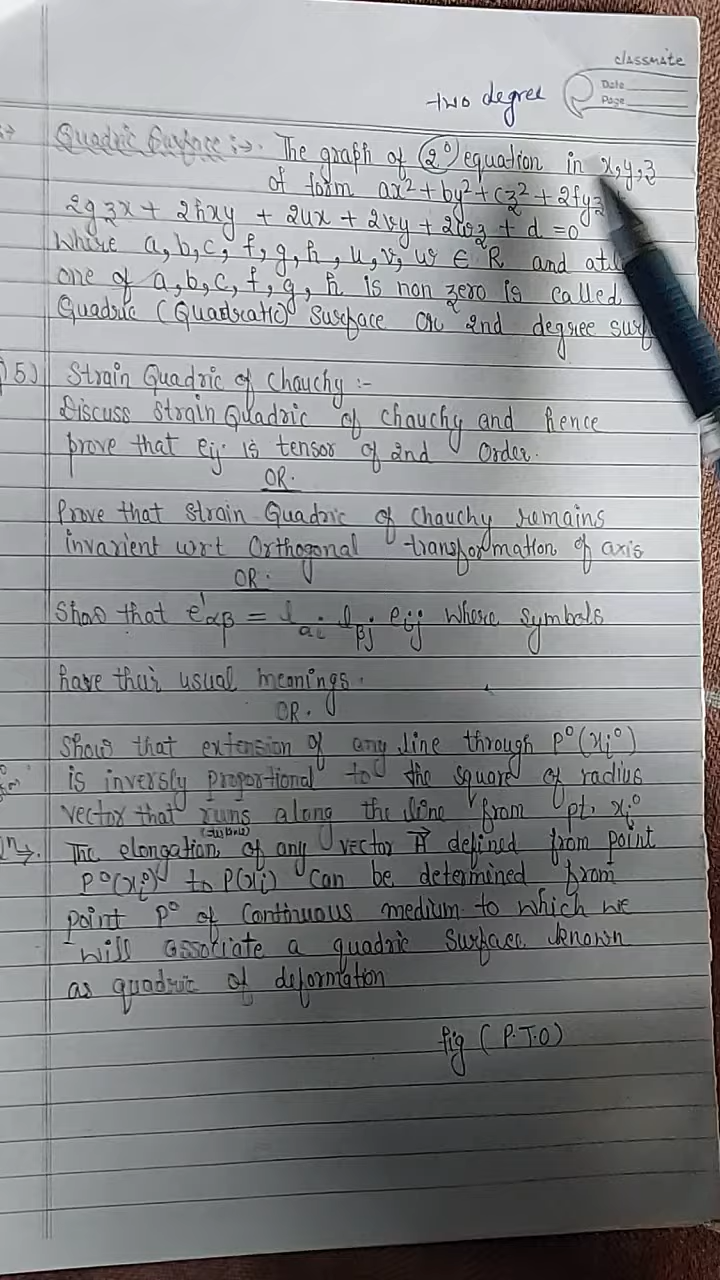 classmate
Date
Page
two degree
Quadric Surface :→. The graph of 2° equation in x,y,z
of form ax² + by² + cz² + 2fyz
2gzx + 2hxy + 2ux + 2vy + 2wz + d = 0
Where a,b,c, f,g,h, u,v,w ∈ R and atl
one of a,b,c, f,g,h is non zero is called
Quadric (Quadratic) Surface or 2nd degree surf
5) Strain Quadric of Chauchy :-
Discuss Strain Quadric of Chauchy and hence
prove that eij is tensor of 2nd Order.
OR.
Prove that Strain Quadric of Chauchy remains
invarient wrt Orthogonal transformation of axis
OR.
Show that e'αβ = lαi lβj eij Where symbols
have thir usual meanings.
OR.
Show that extension of any line through P°(xi°)
is inversly proportional to the square of radius
vector that runs along the line from pt. xi°
The elongation of any vector A⃗ defined from point
P°(xi°) to P(xi) can be determined from
point P° of Continuous medium to which we
will assotiate a quadric surface known
as quadric of deformation
fig (P.T.O)